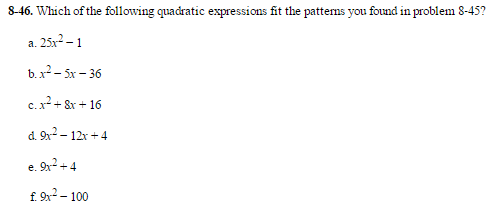 8-46. Which of the following quadratic expressions fit the patterns you found in problem 8-45?
a. 25x² – 1
b. x² – 5x – 36
c. x² + 8x + 16
d. 9x² – 12x + 4
e. 9x² + 4
f. 9x² – 100